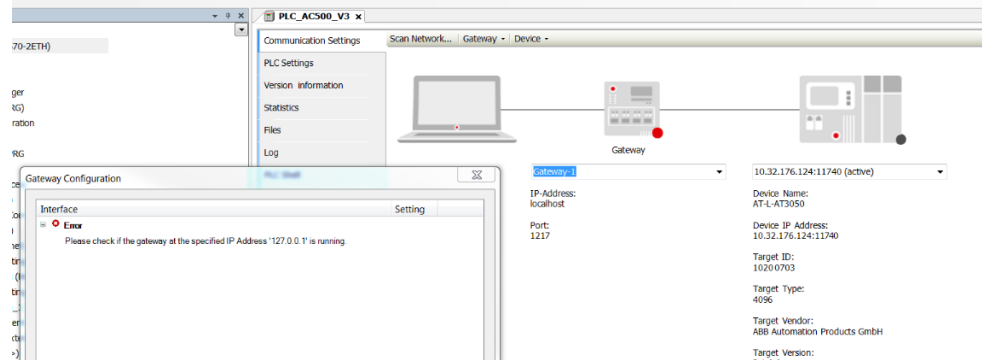 PLC_AC500_V3 x
70-2ETH)
Communication Settings
Scan Network... Gateway Device
PLC Settings
Version information
ger
RG)
Statistics
ration
Files
Log
RG
Gateway
Gateway Configuration
Gateway-1
10.32.176.124:11740 (active)
Interface
Setting
IP-Address:
localhost
Device Name:
AT-L-AT3050
Error
Please check if the gateway at the specified IP Address '127.0.0.1' is running.
Port:
1217
Device IP Address:
10.32.176.124:11740
Target ID:
1020 0703
Target Type:
4096
Target Vendor:
ABB Automation Products GmbH
Target Version: